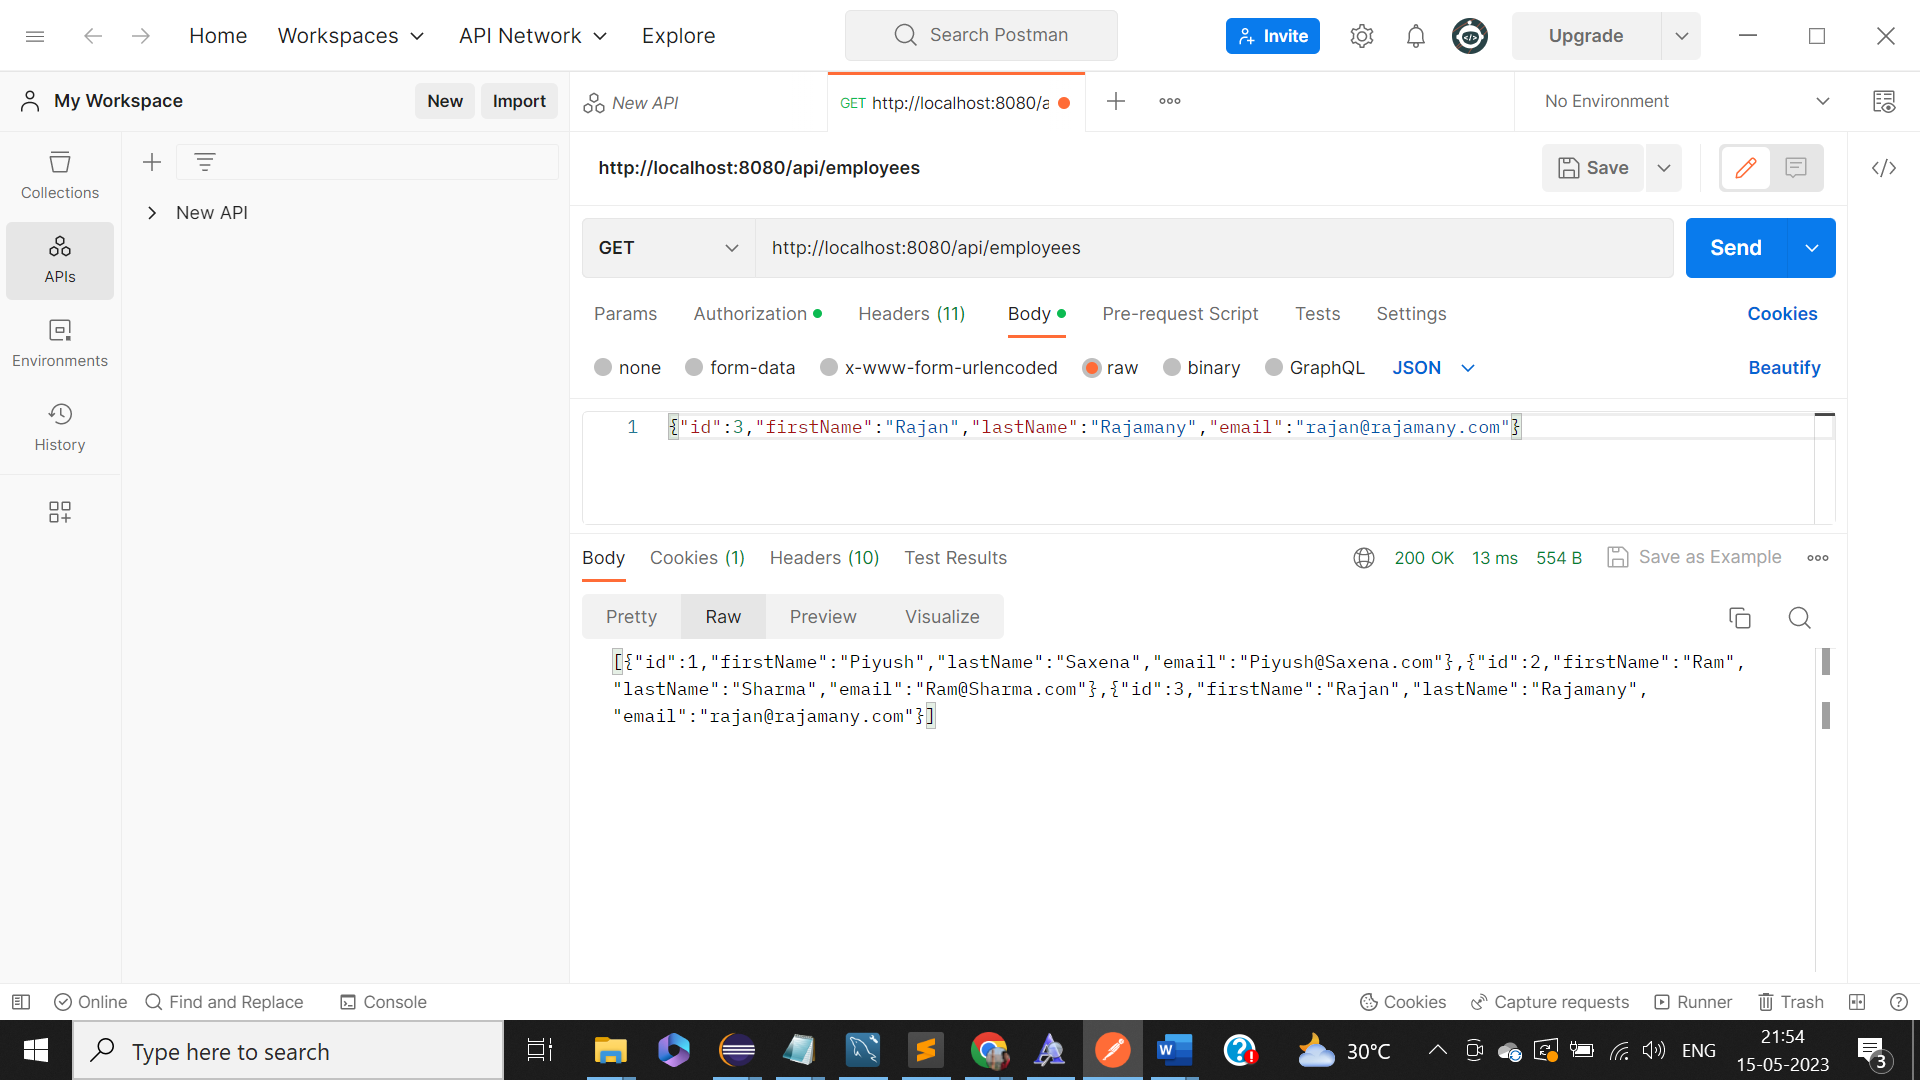 Home Workspaces API Network Explore Search Postman Invite Upgrade
My Workspace New Import New API GET http://localhost:8080/a No Environment
http://localhost:8080/api/employees Save
Collections
New API
GET http://localhost:8080/api/employees Send
APIs
Params Authorization Headers (11) Body Pre-request Script Tests Settings Cookies
Environments
none form-data x-www-form-urlencoded raw binary GraphQL JSON Beautify
History
1 {"id":3,"firstName":"Rajan","lastName":"Rajamany","email":"rajan@rajamany.com"}
Body Cookies (1) Headers (10) Test Results 200 OK 13 ms 554 B Save as Example
Pretty Raw Preview Visualize
[{"id":1,"firstName":"Piyush","lastName":"Saxena","email":"Piyush@Saxena.com"},{"id":2,"firstName":"Ram",
"lastName":"Sharma","email":"Ram@Sharma.com"},{"id":3,"firstName":"Rajan","lastName":"Rajamany",
"email":"rajan@rajamany.com"}]
Online Find and Replace Console Cookies Capture requests Runner Trash
Type here to search 30°C ENG 21:54
15-05-2023 3